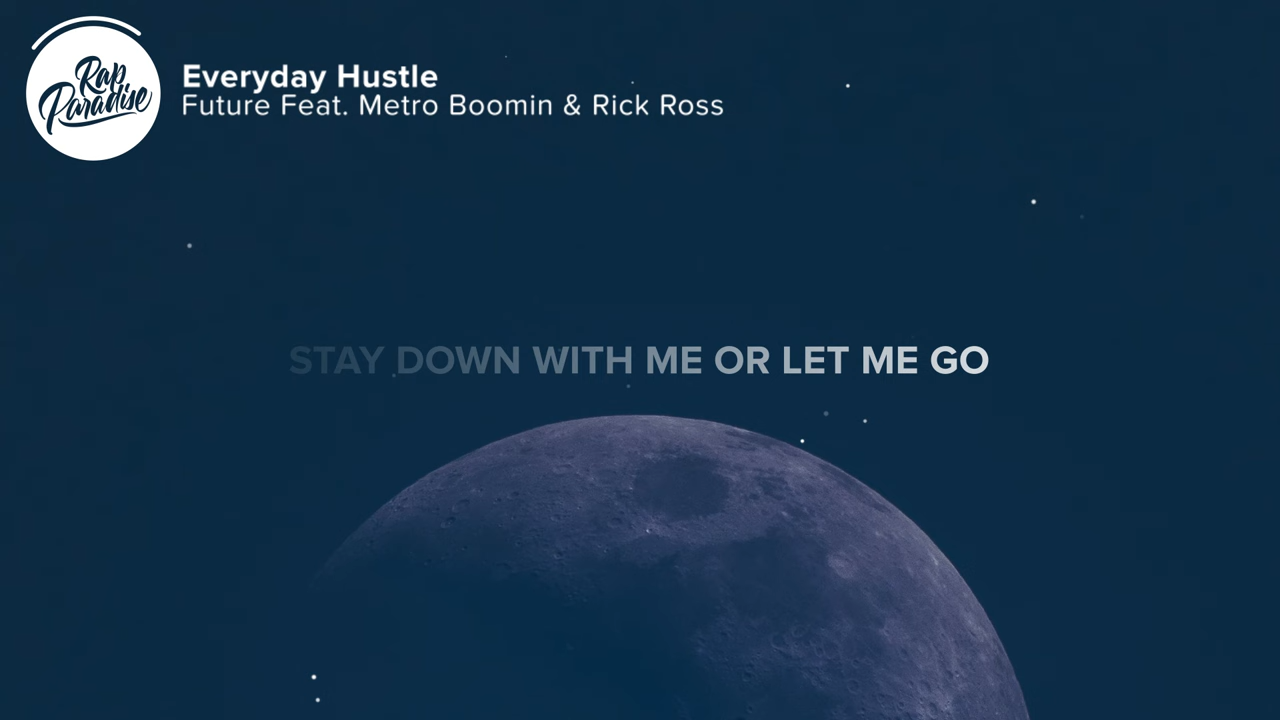 Rap
Paradise
Everyday Hustle
Future Feat. Metro Boomin & Rick Ross
STAY DOWN WITH ME OR LET ME GO